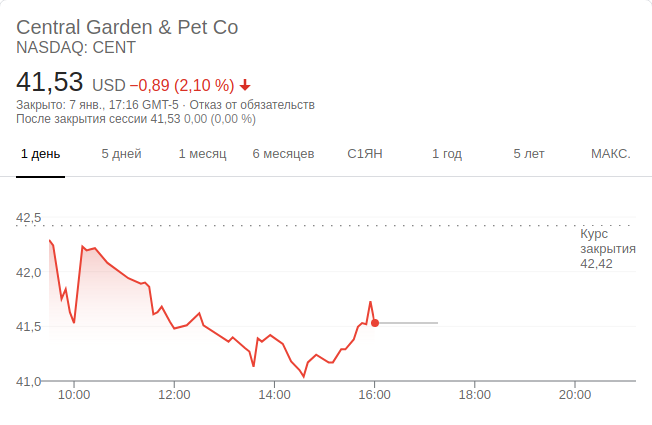 Central Garden & Pet Co
NASDAQ: CENT
41,53 USD −0,89 (2,10 %)
Закрыто: 7 янв., 17:16 GMT-5 · Отказ от обязательств
После закрытия сессии 41,53 0,00 (0,00 %)
1 день 5 дней 1 месяц 6 месяцев С1ЯН 1 год 5 лет МАКС.
42,5
Курс
закрытия
42,42
42,0
41,5
41,0
10:00 12:00 14:00 16:00 18:00 20:00